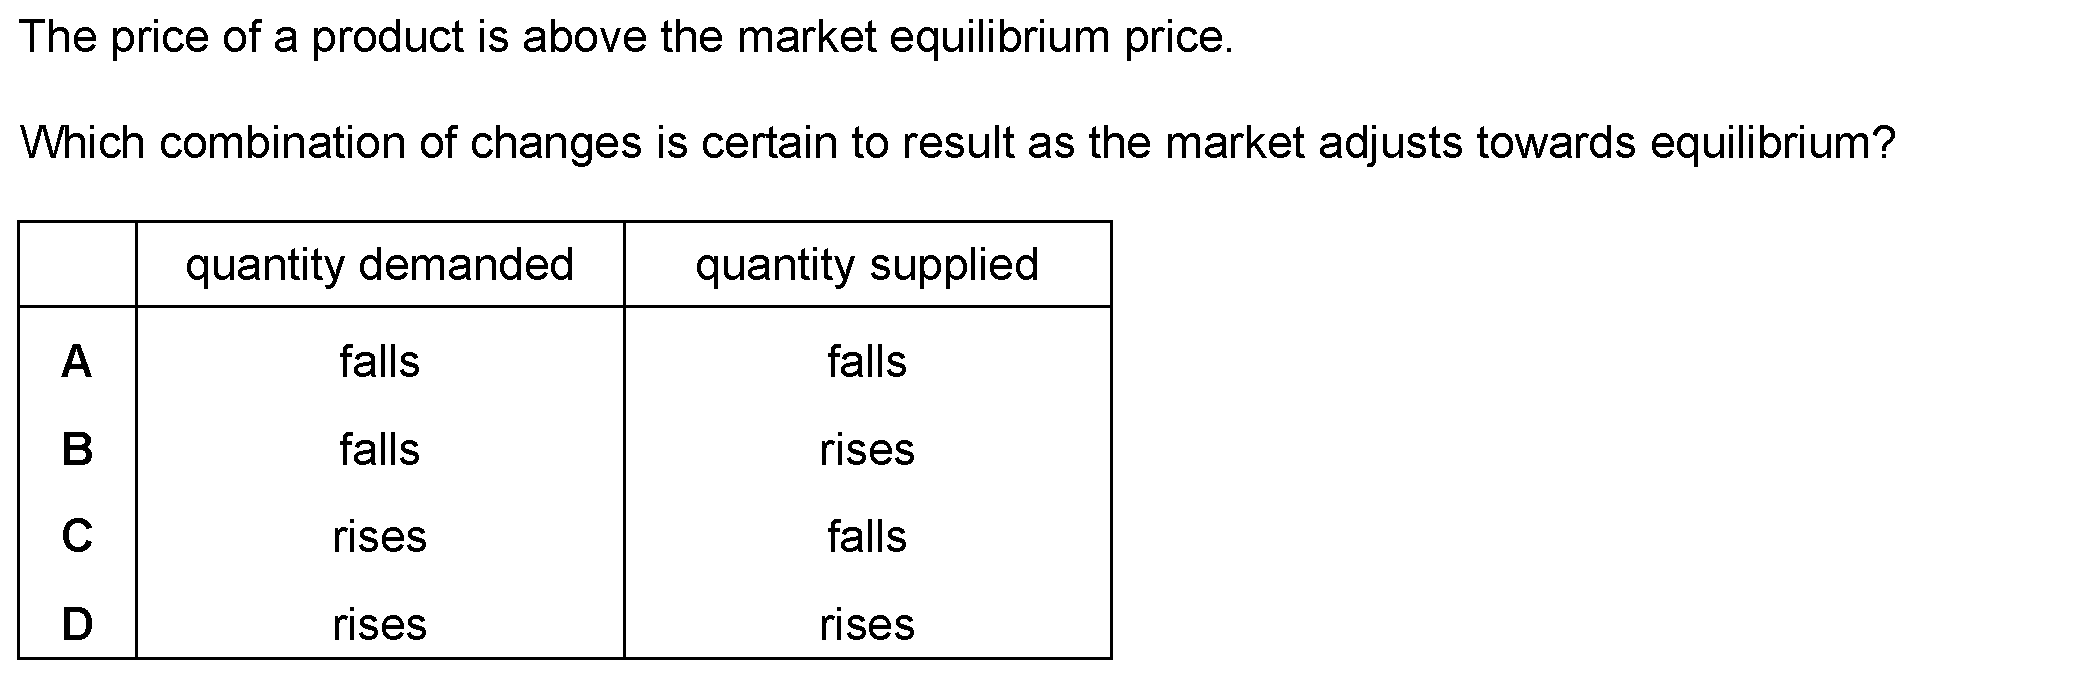 The price of a product is above the market equilibrium price.
Which combination of changes is certain to result as the market adjusts towards equilibrium?
quantity demanded quantity supplied
A falls falls
B falls rises
C rises falls
D rises rises